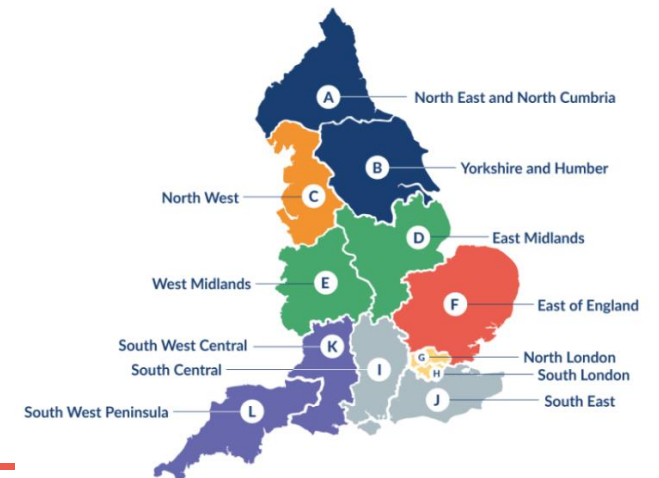 A North East and North Cumbria
B Yorkshire and Humber
North West C
D East Midlands
West Midlands E
F East of England
South West Central K
G North London
South Central I
H South London
South West Peninsula L
J South East